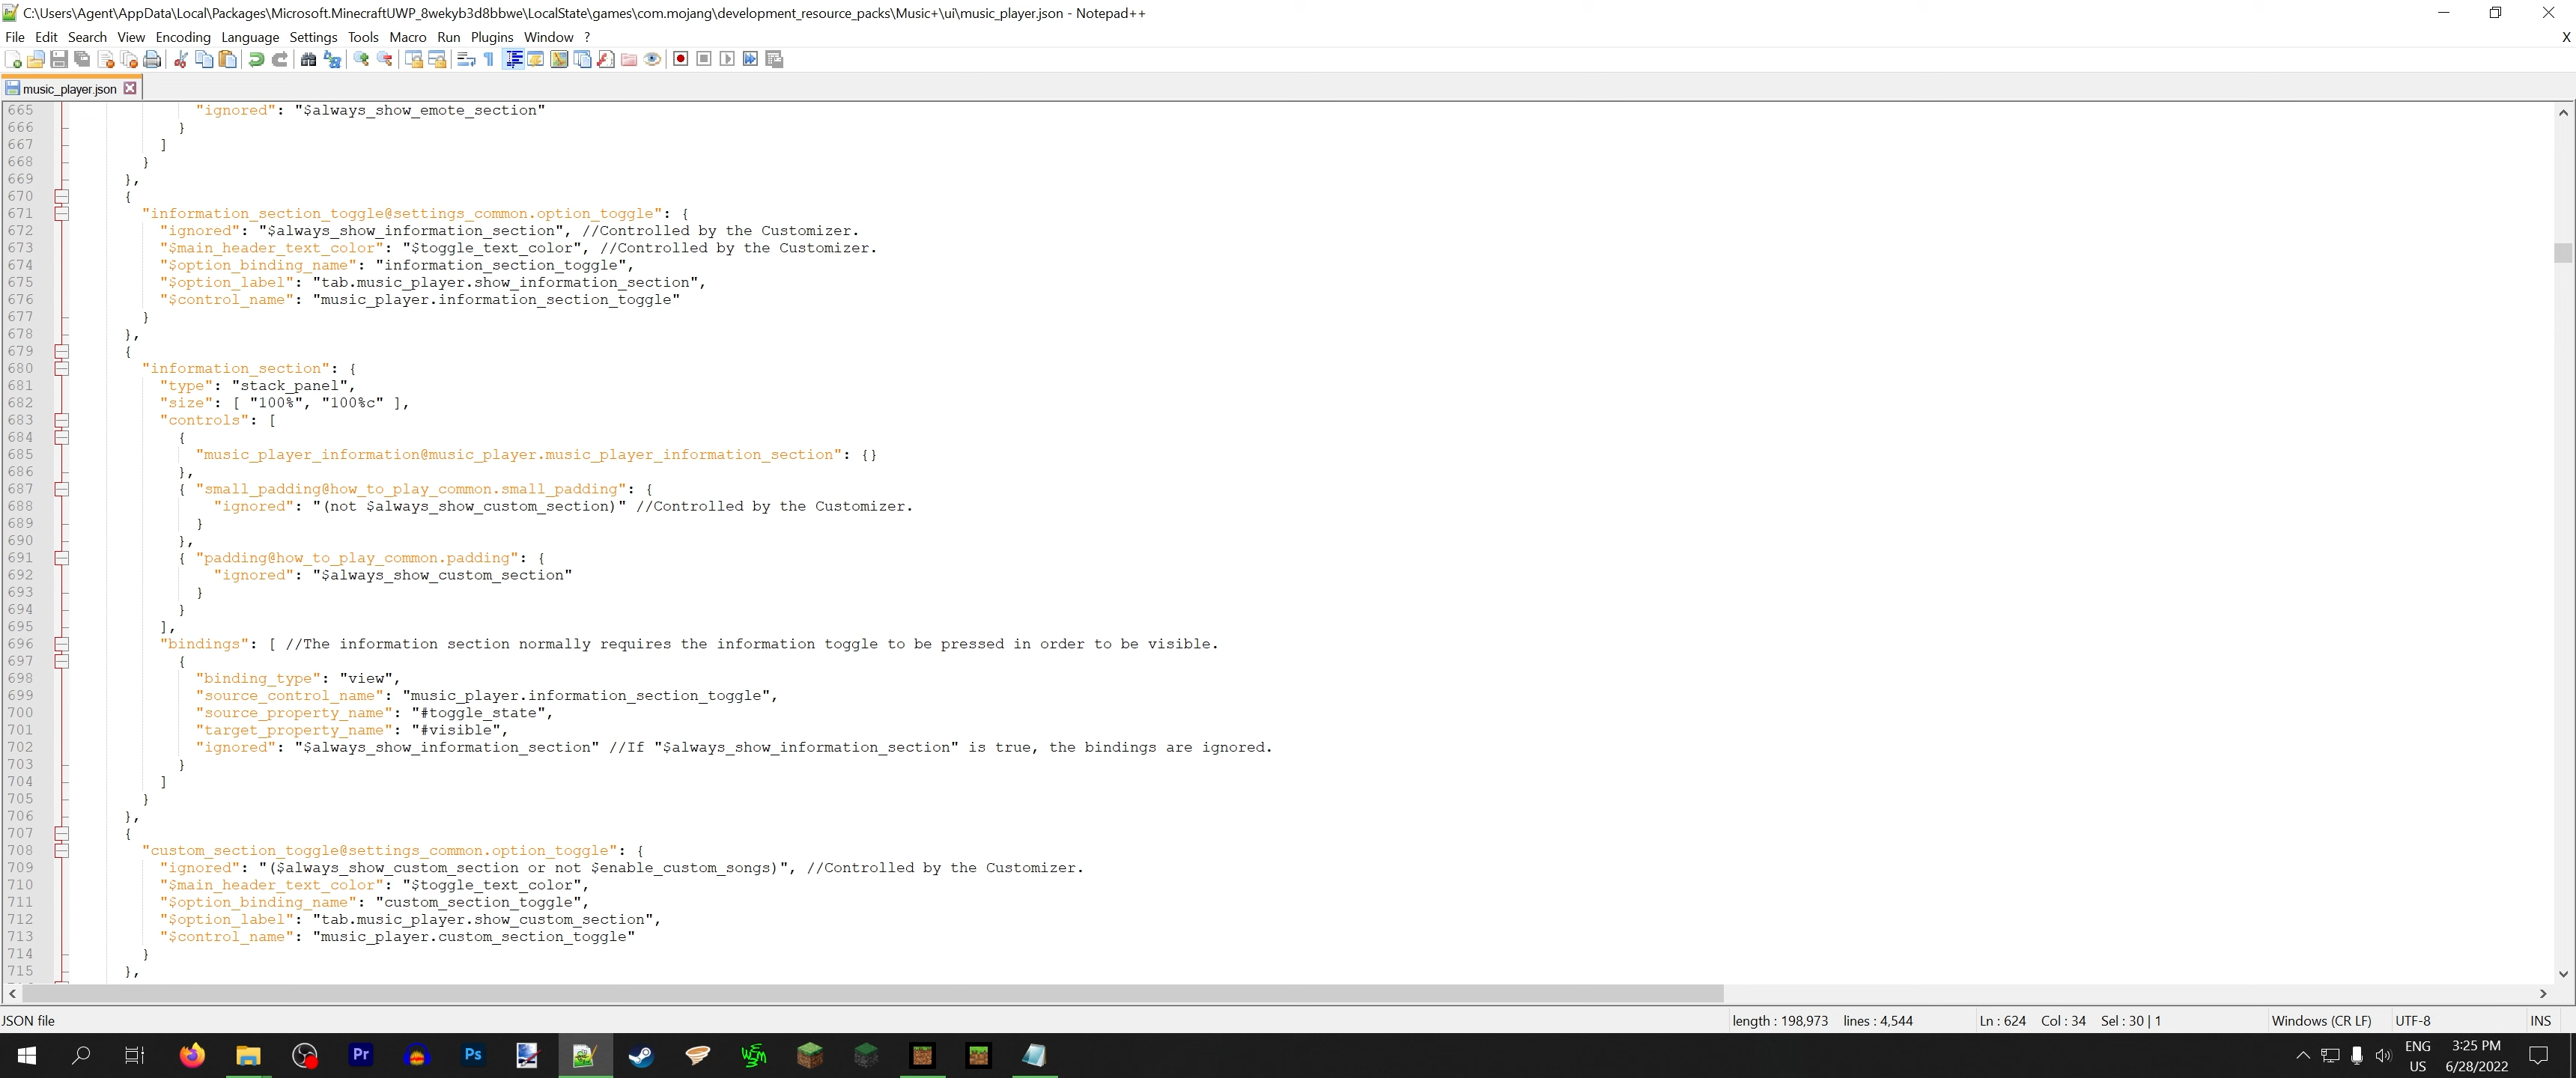 C:\Users\Agent\AppData\Local\Packages\Microsoft.MinecraftUWP_8wekyb3d8bbwe\LocalState\games\com.mojang\development_resource_packs\Music+\ui\music_player.json - Notepad++
File Edit Search View Encoding Language Settings Tools Macro Run Plugins Window ? X
music_player.json
665 "ignored": "$always_show_emote_section"
666 }
667 ]
668 }
669 },
670 {
671 "information_section_toggle@settings_common.option_toggle": {
672 "ignored": "$always_show_information_section", //Controlled by the Customizer.
673 "$main_header_text_color": "$toggle_text_color", //Controlled by the Customizer.
674 "$option_binding_name": "information_section_toggle",
675 "$option_label": "tab.music_player.show_information_section",
676 "$control_name": "music_player.information_section_toggle"
677 }
678 },
679 {
680 "information_section": {
681 "type": "stack_panel",
682 "size": [ "100%", "100%c" ],
683 "controls": [
684 {
685 "music_player_information@music_player.music_player_information_section": {}
686 },
687 { "small_padding@how_to_play_common.small_padding": {
688 "ignored": "(not $always_show_custom_section)" //Controlled by the Customizer.
689 }
690 },
691 { "padding@how_to_play_common.padding": {
692 "ignored": "$always_show_custom_section"
693 }
694 }
695 ],
696 "bindings": [ //The information section normally requires the information toggle to be pressed in order to be visible.
697 {
698 "binding_type": "view",
699 "source_control_name": "music_player.information_section_toggle",
700 "source_property_name": "#toggle_state",
701 "target_property_name": "#visible",
702 "ignored": "$always_show_information_section" //If "$always_show_information_section" is true, the bindings are ignored.
703 }
704 ]
705 }
706 },
707 {
708 "custom_section_toggle@settings_common.option_toggle": {
709 "ignored": "($always_show_custom_section or not $enable_custom_songs)", //Controlled by the Customizer.
710 "$main_header_text_color": "$toggle_text_color",
711 "$option_binding_name": "custom_section_toggle",
712 "$option_label": "tab.music_player.show_custom_section",
713 "$control_name": "music_player.custom_section_toggle"
714 }
715 },
JSON file length : 198,973 lines : 4,544 Ln : 624 Col : 34 Sel : 30 | 1 Windows (CR LF) UTF-8 INS
Pr Ps ENG 3:25 PM
US 6/28/2022